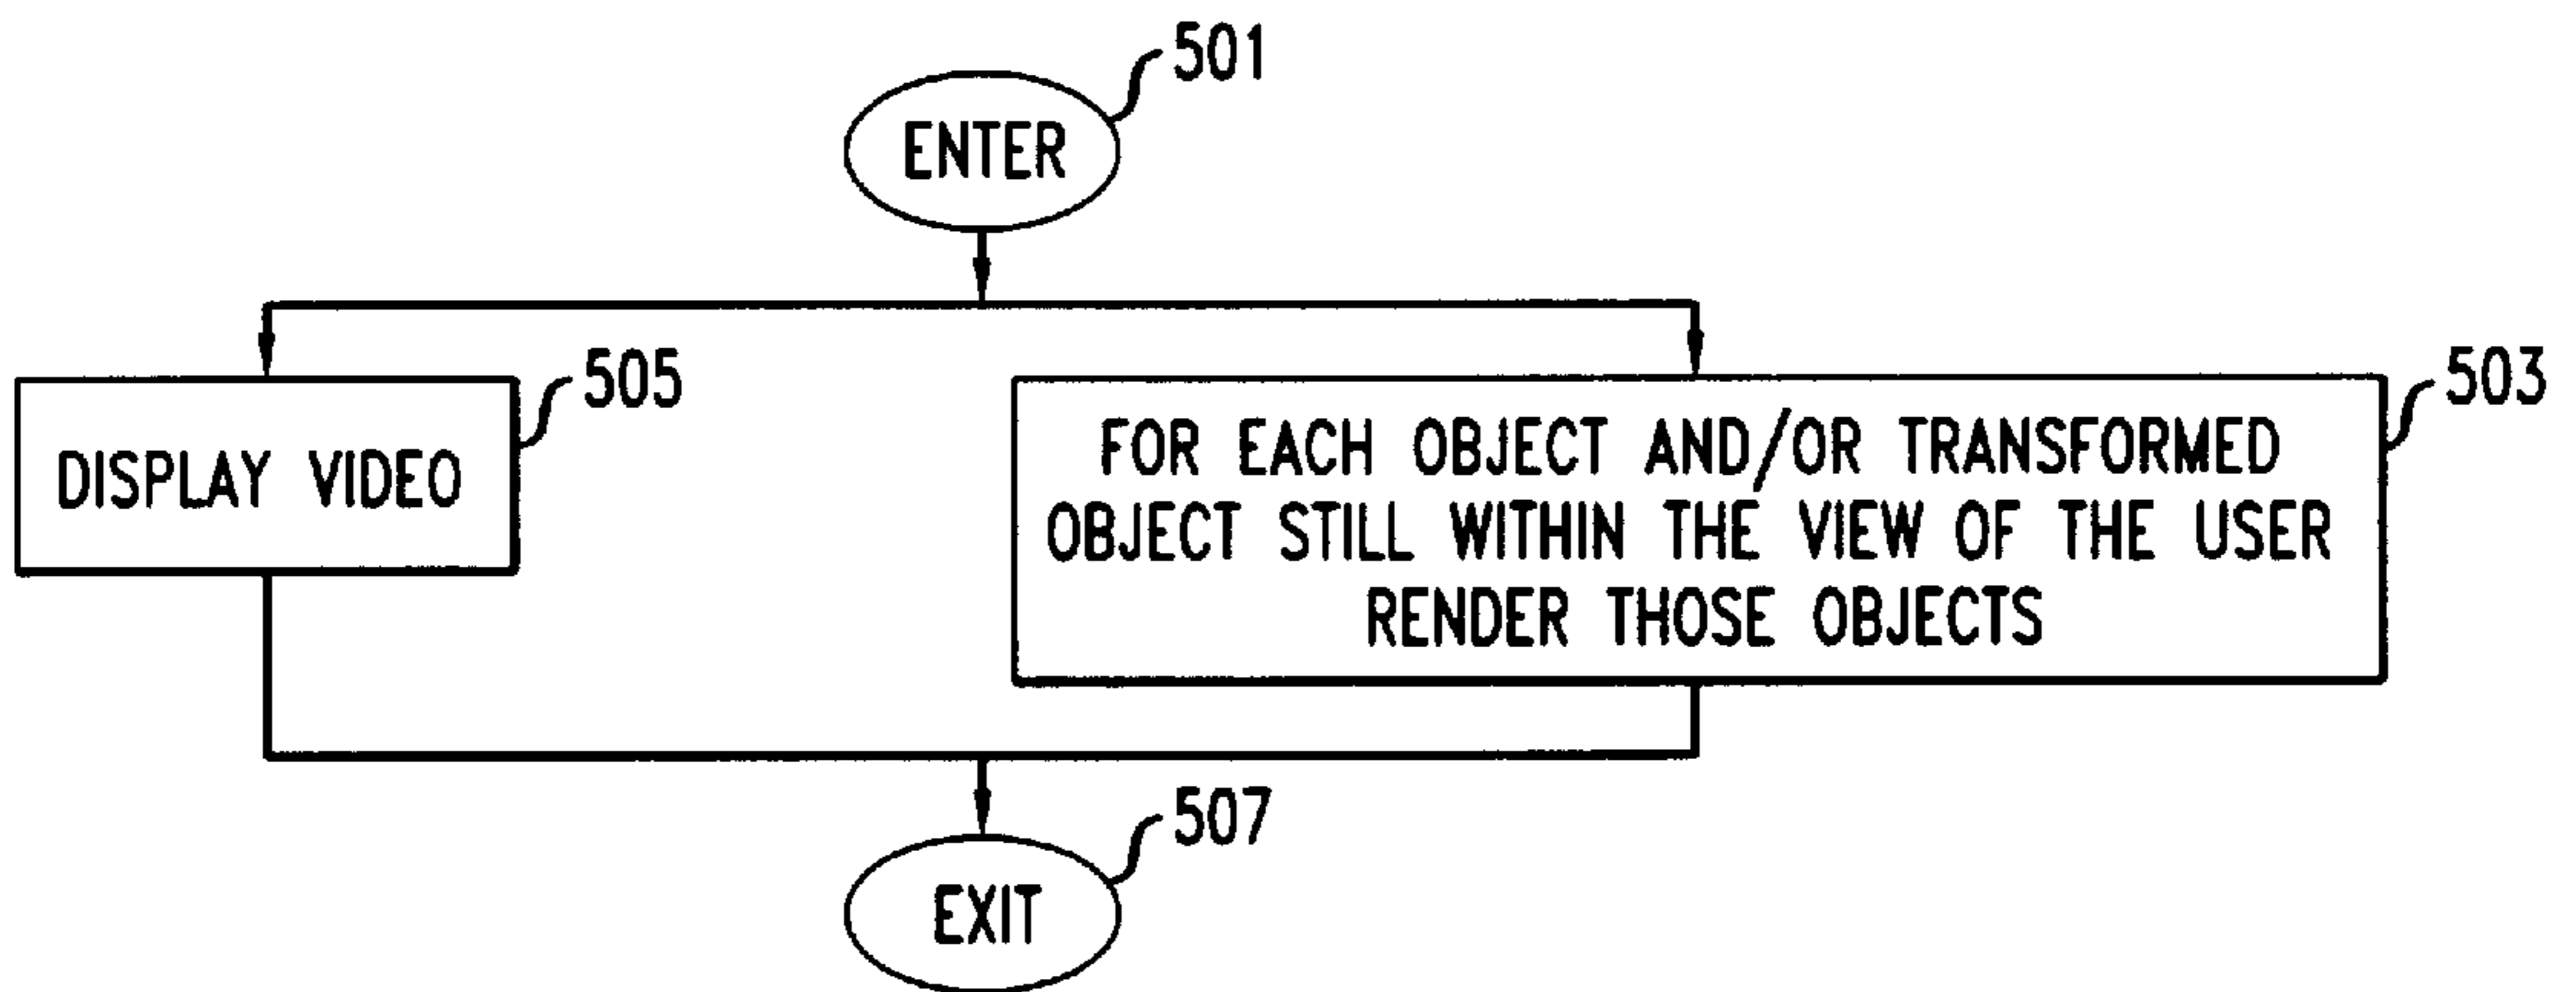 501
ENTER
505
DISPLAY VIDEO
503
FOR EACH OBJECT AND/OR TRANSFORMED
OBJECT STILL WITHIN THE VIEW OF THE USER
RENDER THOSE OBJECTS
507
EXIT